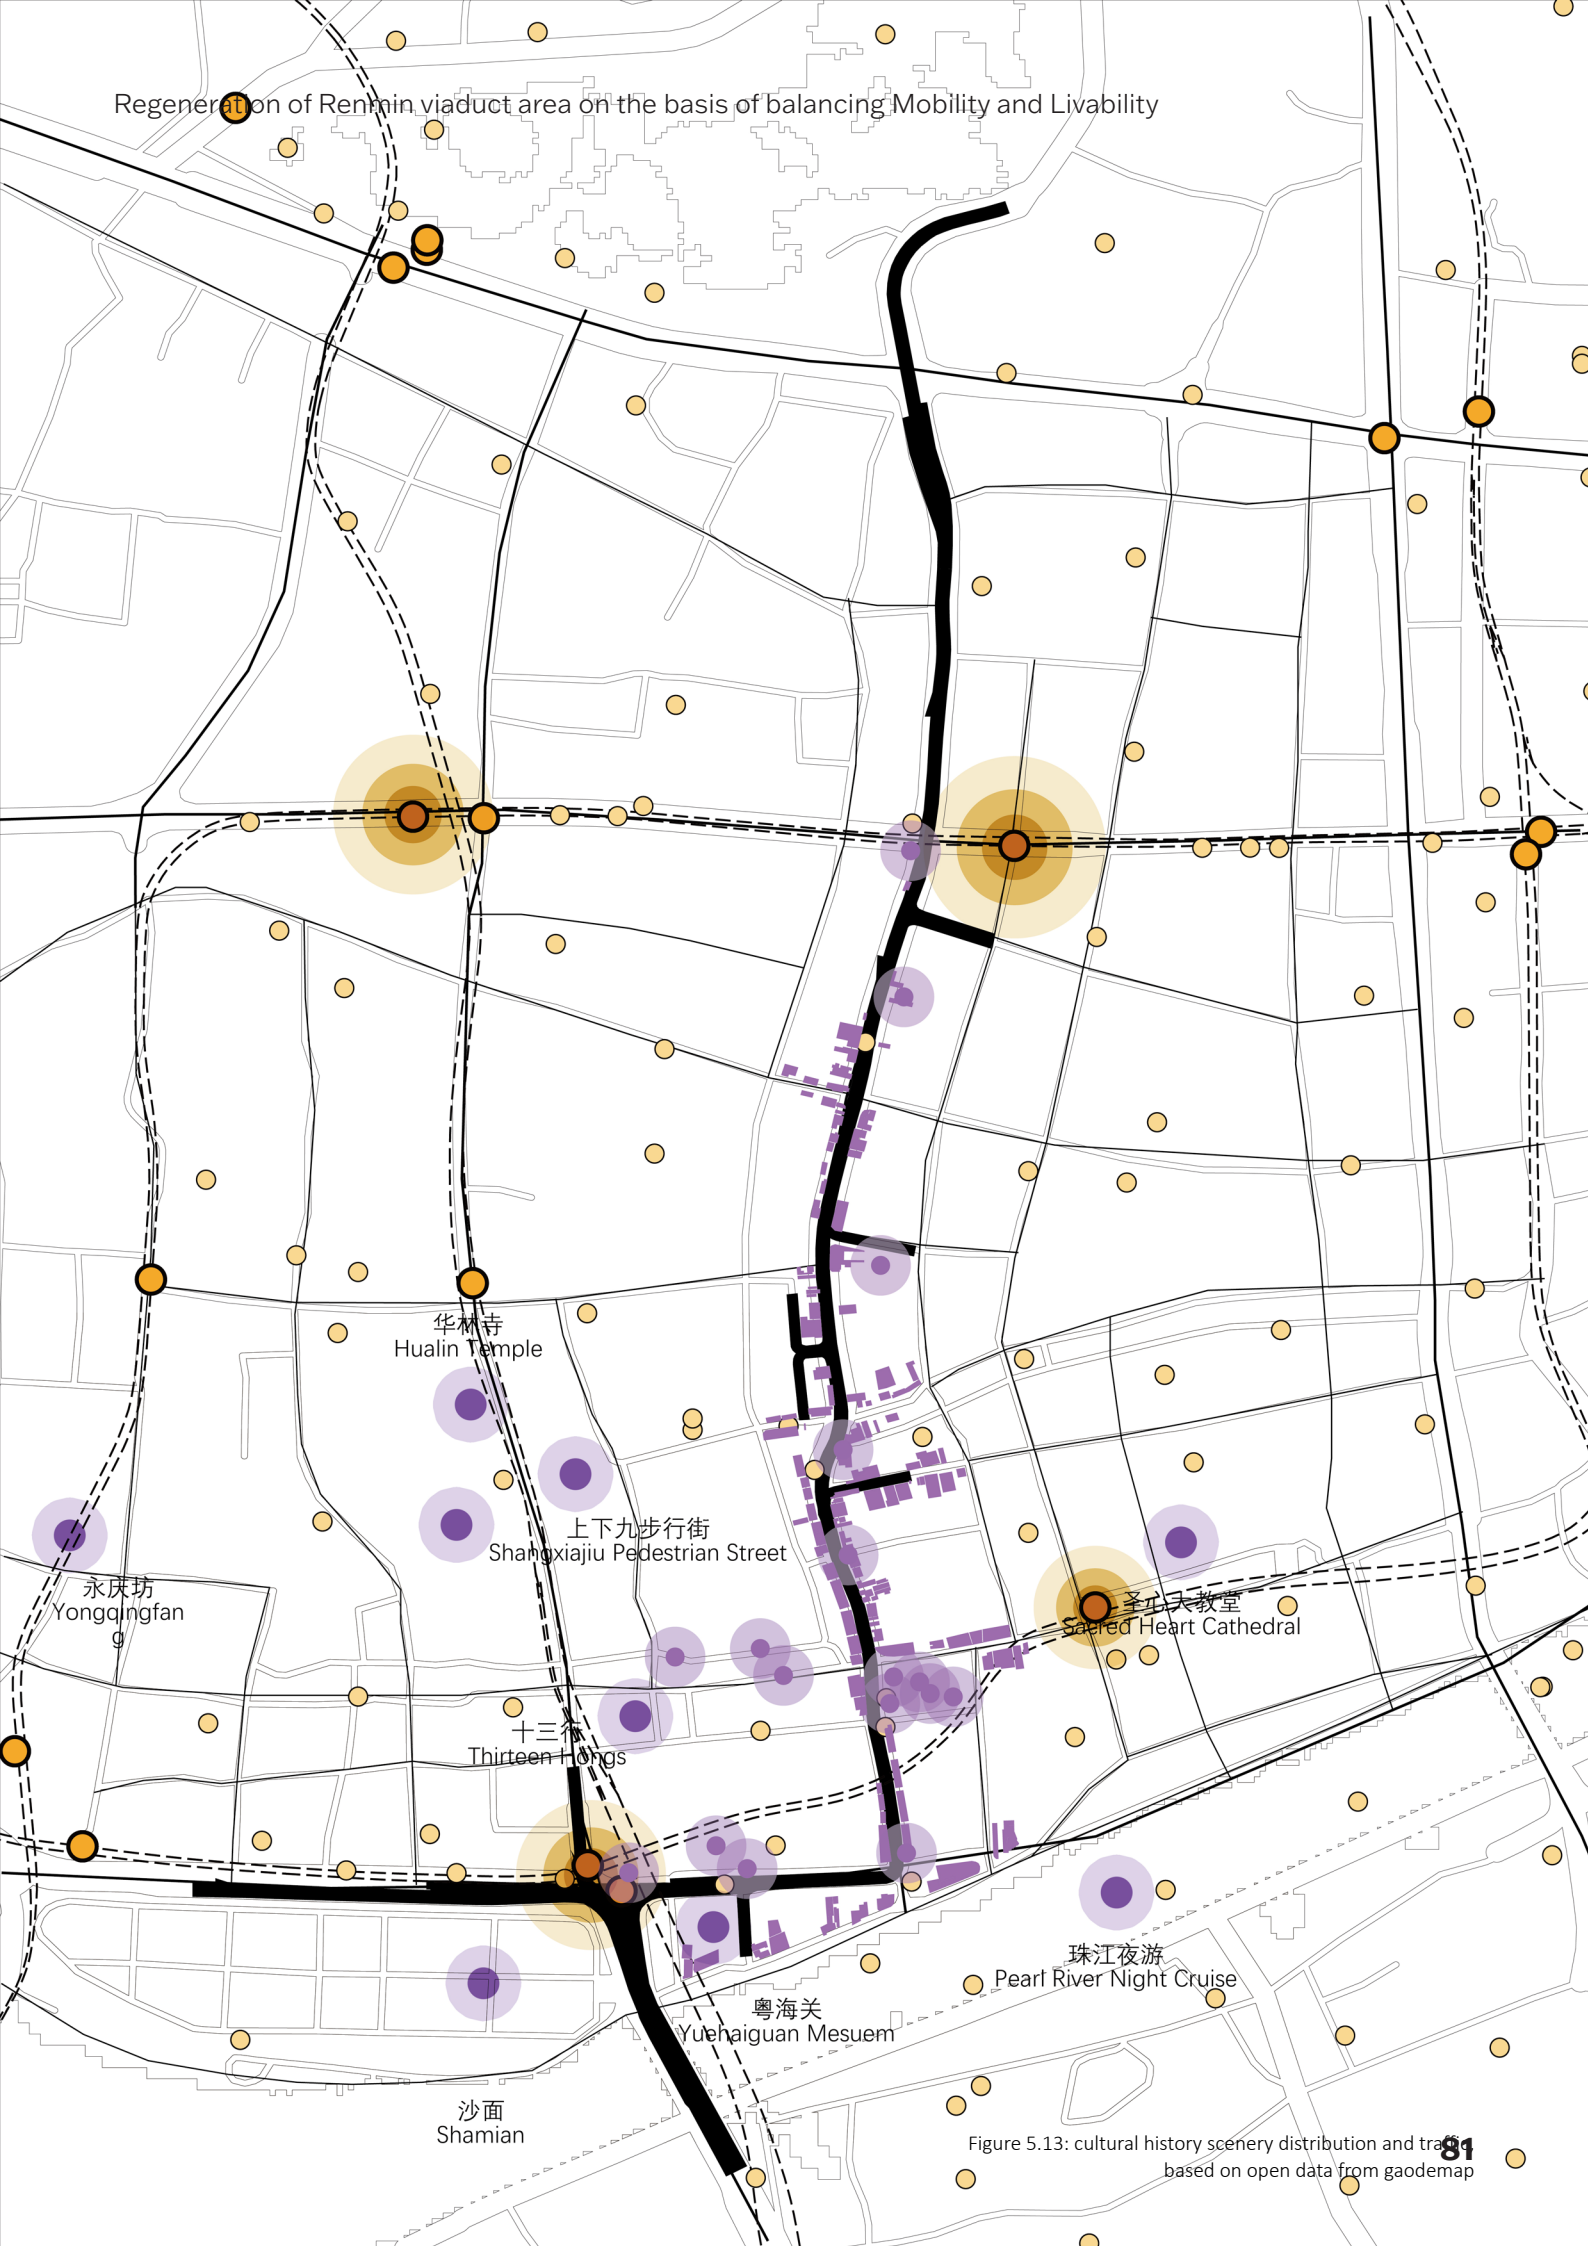 Regeneration of Renmin viaduct area on the basis of balancing Mobility and Livability
华林寺
Hualin Temple
上下九步行街
Shangxiajiu Pedestrian Street
永庆坊
Yongqingfan
g
圣心大教堂
Sacred Heart Cathedral
十三行
Thirteen Hongs
珠江夜游
Pearl River Night Cruise
粤海关
Yuehaiguan Mesuem
沙面
Shamian
Figure 5.13: cultural history scenery distribution and traffic,
based on open data from gaodemap
81